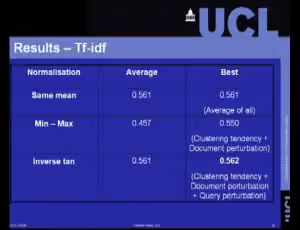 UCL
Results – Tf-idf
Normalisation Average Best
Same mean 0.561 0.561
(Average of all)
Min – Max 0.457 0.550
(Clustering tendency +
Document perturbation)
Inverse tan 0.561 0.562
(Clustering tendency +
Document perturbation
+ Query perturbation)
UCL